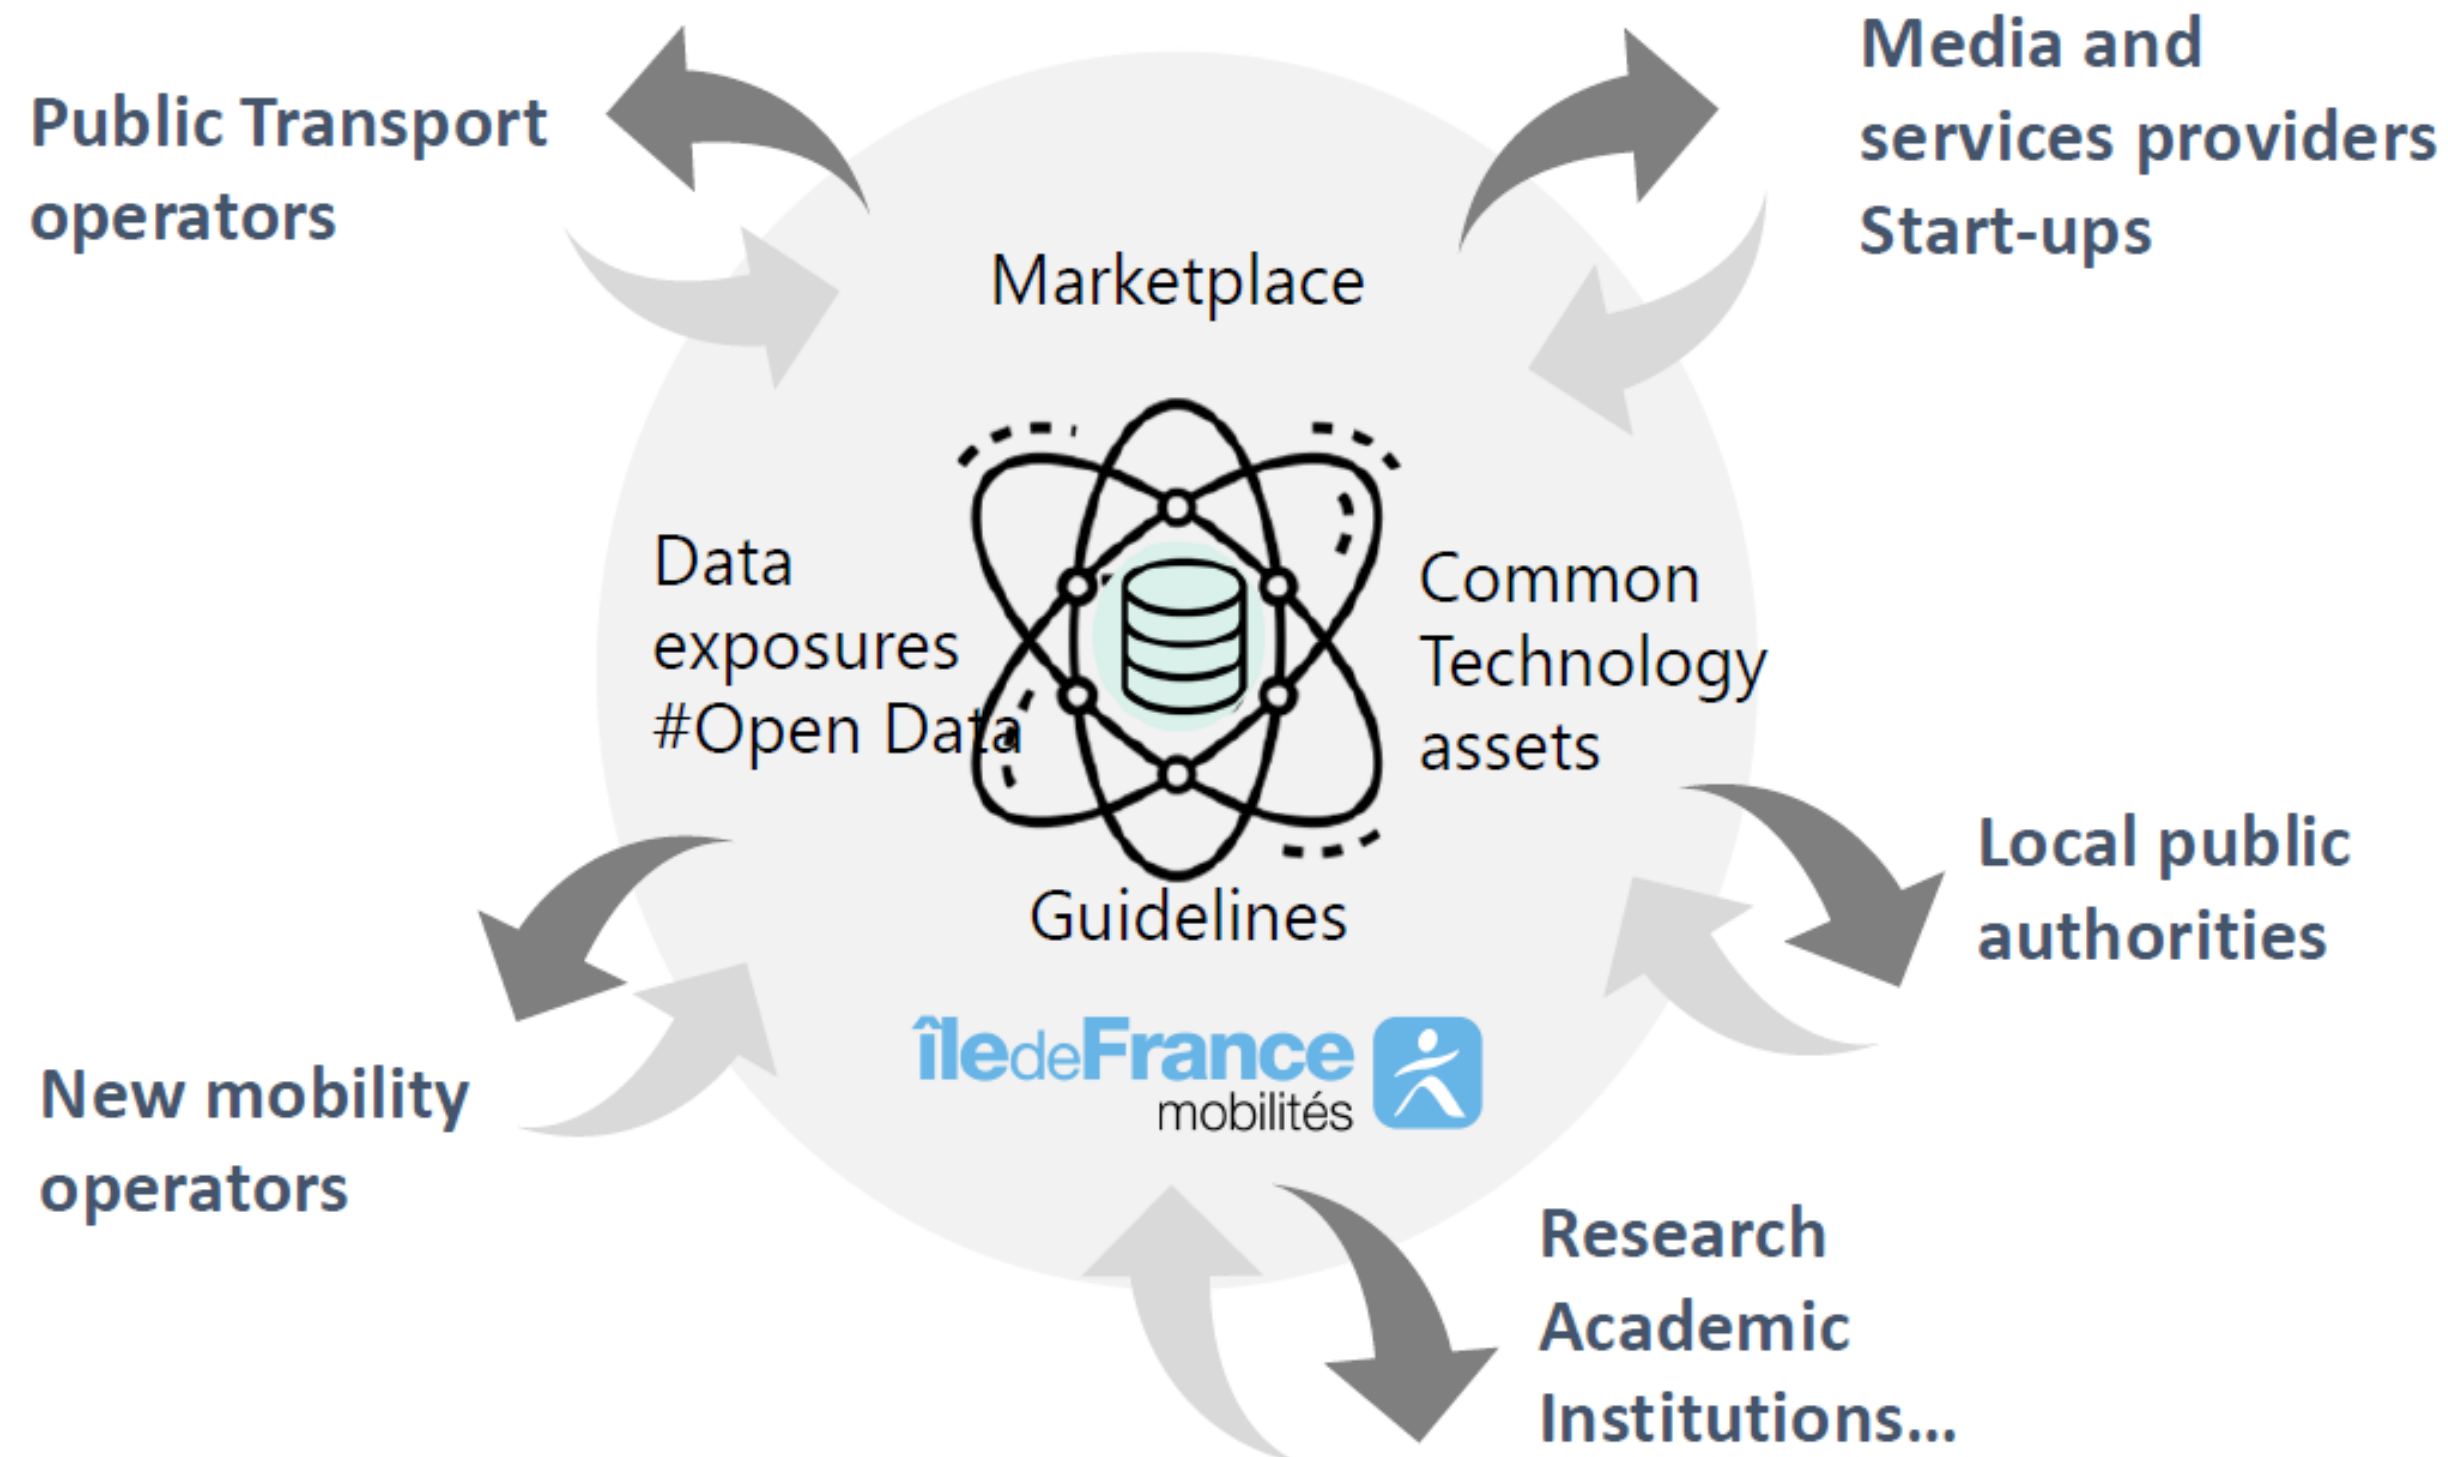 Public Transport
operators
Media and
services providers
Start-ups
Marketplace
Data
exposures
#Open Data
Common
Technology
assets
Guidelines
îledeFrance
mobilités
Local public
authorities
New mobility
operators
Research
Academic
Institutions...